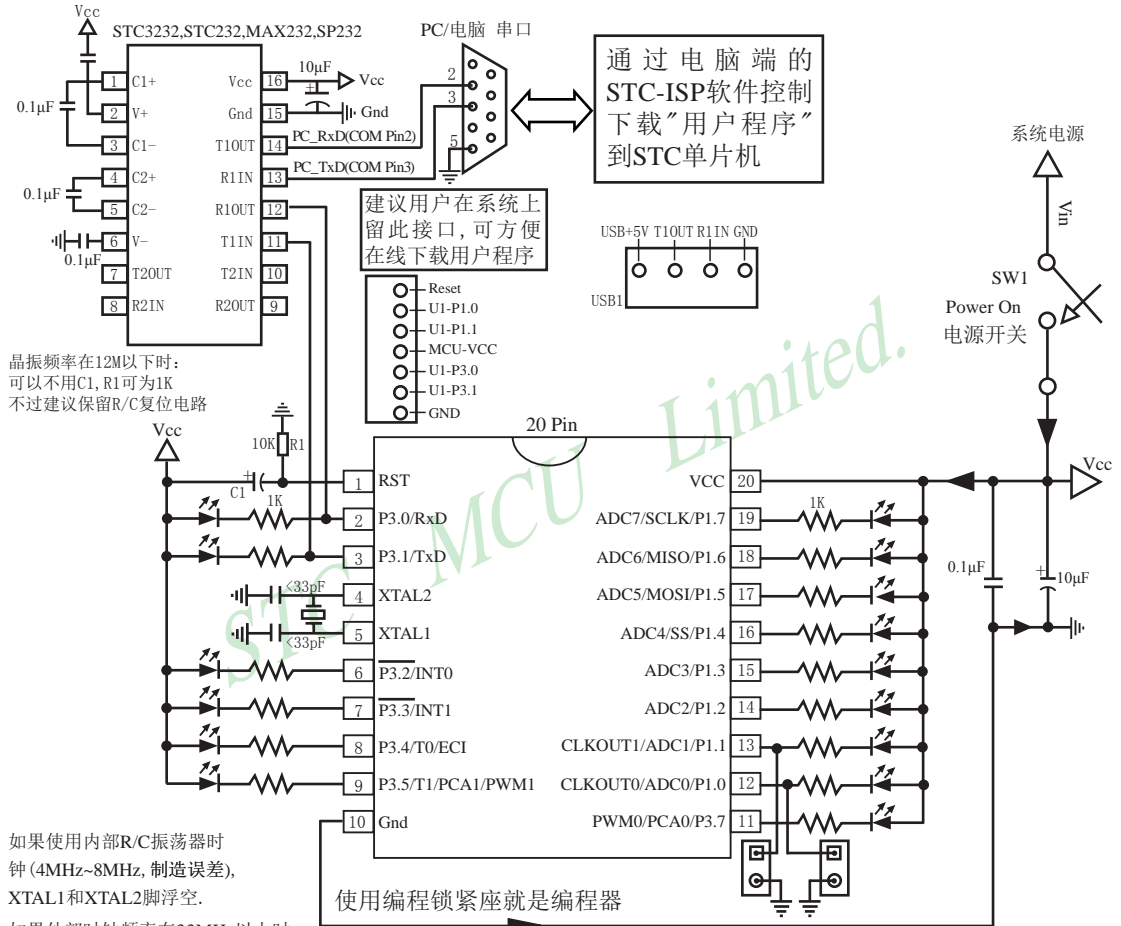 Vcc
STC3232,STC232,MAX232,SP232
PC/电脑 串口
1 C1+
2 V+
3 C1-
4 C2+
5 C2-
6 V-
7 T2OUT
8 R2IN
Vcc 16
Gnd 15
T1OUT 14
R1IN 13
R1OUT 12
T1IN 11
T2IN 10
R2OUT 9
0.1μF
0.1μF
0.1μF
10μF
+
Vcc
Gnd
PC_RxD(COM Pin2)
PC_TxD(COM Pin3)
2
3
5
通过电脑端的
STC-ISP软件控制
下载″用户程序″
到STC单片机
建议用户在系统上
留此接口,可方便
在线下载用户程序
Reset
U1-P1.0
U1-P1.1
MCU-VCC
U1-P3.0
U1-P3.1
GND
USB+5V T1OUT R1IN GND
USB1
系统电源
Vin
SW1
Power On
电源开关
晶振频率在12M以下时:
可以不用C1,R1可为1K
不过建议保留R/C复位电路
Vcc
10K R1
+
C1
1K
<33pF
<33pF
20 Pin
1 RST
2 P3.0/RxD
3 P3.1/TxD
4 XTAL2
5 XTAL1
6 P3.2/INT0
7 P3.3/INT1
8 P3.4/T0/ECI
9 P3.5/T1/PCA1/PWM1
10 Gnd
VCC 20
ADC7/SCLK/P1.7 19
ADC6/MISO/P1.6 18
ADC5/MOSI/P1.5 17
ADC4/SS/P1.4 16
ADC3/P1.3 15
ADC2/P1.2 14
CLKOUT1/ADC1/P1.1 13
CLKOUT0/ADC0/P1.0 12
PWM0/PCA0/P3.7 11
1K
Vcc
0.1μF
+
10μF
STC MCU Limited.
如果使用内部R/C振荡器时
钟(4MHz~8MHz,制造误差),
XTAL1和XTAL2脚浮空.
使用编程锁紧座就是编程器